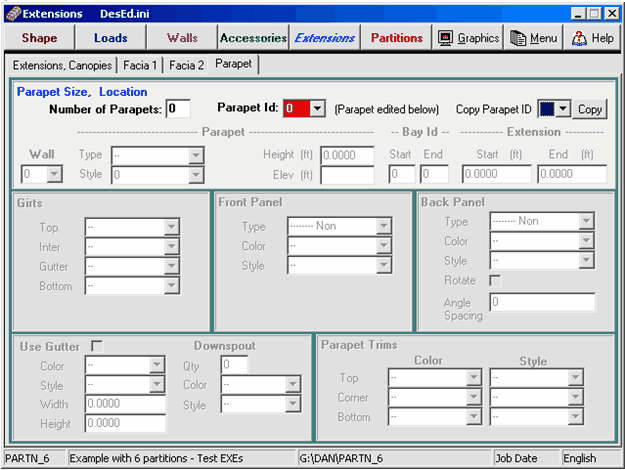 Extensions DesEd.ini
Shape Loads Walls Accessories Extensions Partitions Graphics Menu Help
Extensions, Canopies Facia 1 Facia 2 Parapet
Parapet Size, Location
Number of Parapets: 0 Parapet Id: 0 (Parapet edited below) Copy Parapet ID Copy
Parapet -- Bay Id -- Extension
Wall Type -- Height (ft) 0.0000 Start End Start (ft) End (ft)
0 Style 0 Elev (ft) 0 0 0.0000 0.0000
Girts
Top --
Inter --
Gutter --
Bottom --
Front Panel
Type -------- Non
Color --
Style --
Back Panel
Type -------- Non
Color --
Style --
Rotate
Angle Spacing 0
Use Gutter
Color --
Style --
Width 0.0000
Height 0.0000
Downspout
Qty 0
Color --
Style --
Parapet Trims
Color Style
Top -- --
Corner -- --
Bottom -- --
PARTN_6 Example with 6 partitions - Test EXEs G:\DAN\PARTN_6 Job Date English